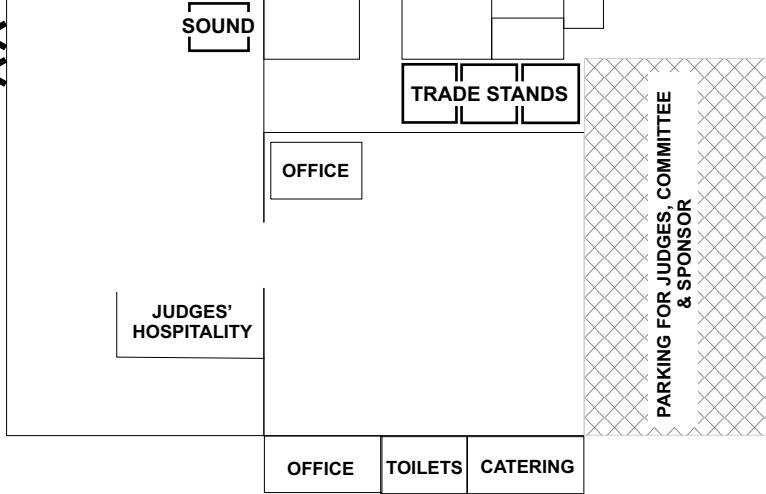 SOUND
TRADE STANDS
OFFICE
PARKING FOR JUDGES, COMMITTEE
& SPONSOR
JUDGES’
HOSPITALITY
OFFICE
TOILETS
CATERING